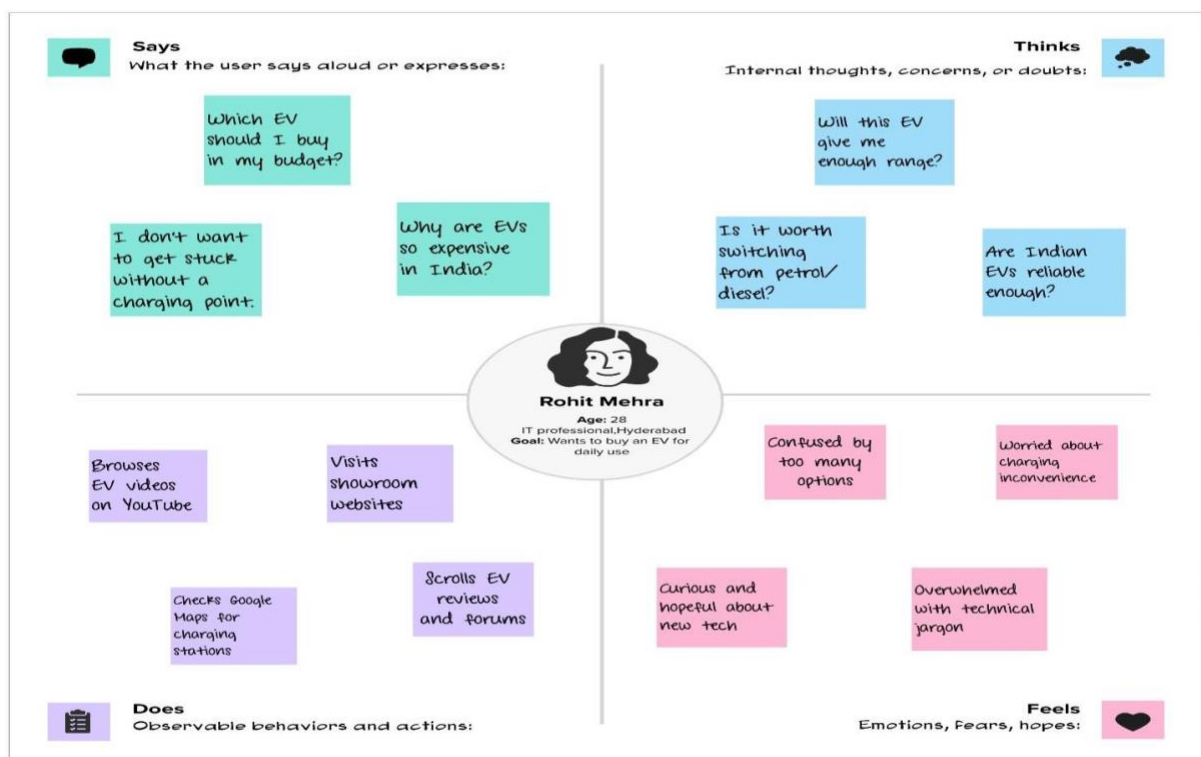 Says
What the user says aloud or expresses:
Which EV
should I buy
in my budget?
I don't want
to get stuck
without a
charging point.
Why are EVs
so expensive
in India?
Thinks
Internal thoughts, concerns, or doubts:
Will this EV
give me
enough range?
Is it worth
switching
from petrol/
diesel?
Are Indian
EVs reliable
enough?
Rohit Mehra
Age: 28
IT professional,Hyderabad
Goal: Wants to buy an EV for
daily use
Browses
EV videos
on YouTube
Visits
showroom
websites
Checks Google
Maps for
charging
stations
Scrolls EV
reviews
and forums
Does
Observable behaviors and actions:
Confused by
too many
options
Worried about
charging
inconvenience
Curious and
hopeful about
new tech
Overwhelmed
with technical
jargon
Feels
Emotions, fears, hopes: